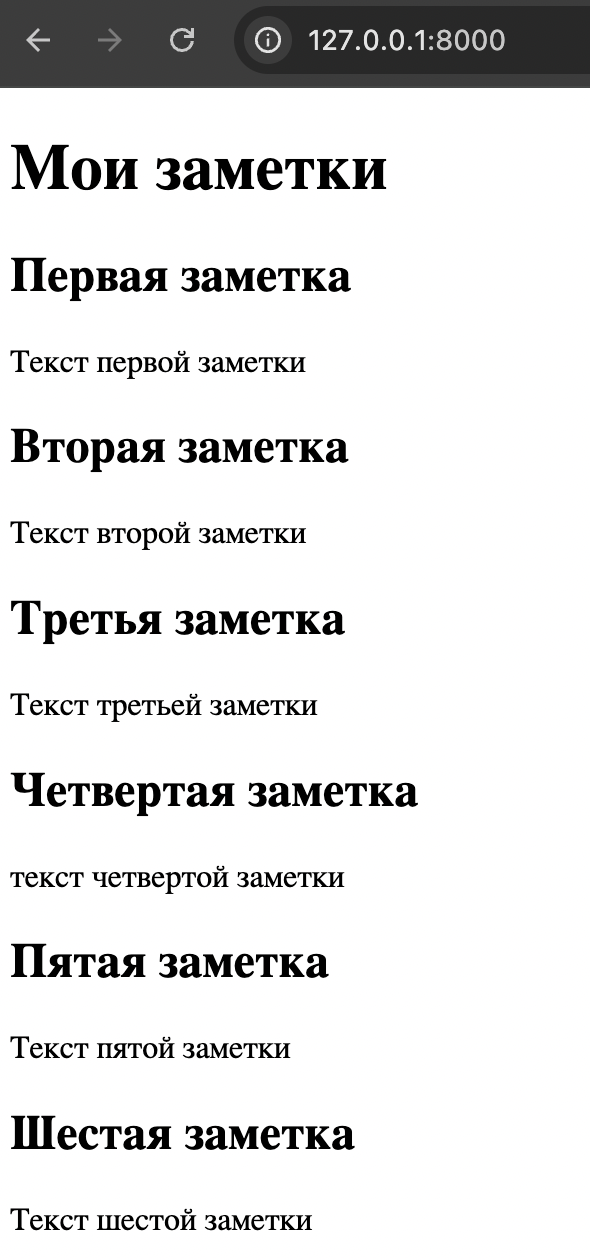 127.0.0.1:8000
Мои заметки
Первая заметка
Текст первой заметки
Вторая заметка
Текст второй заметки
Третья заметка
Текст третьей заметки
Четвертая заметка
текст четвертой заметки
Пятая заметка
Текст пятой заметки
Шестая заметка
Текст шестой заметки